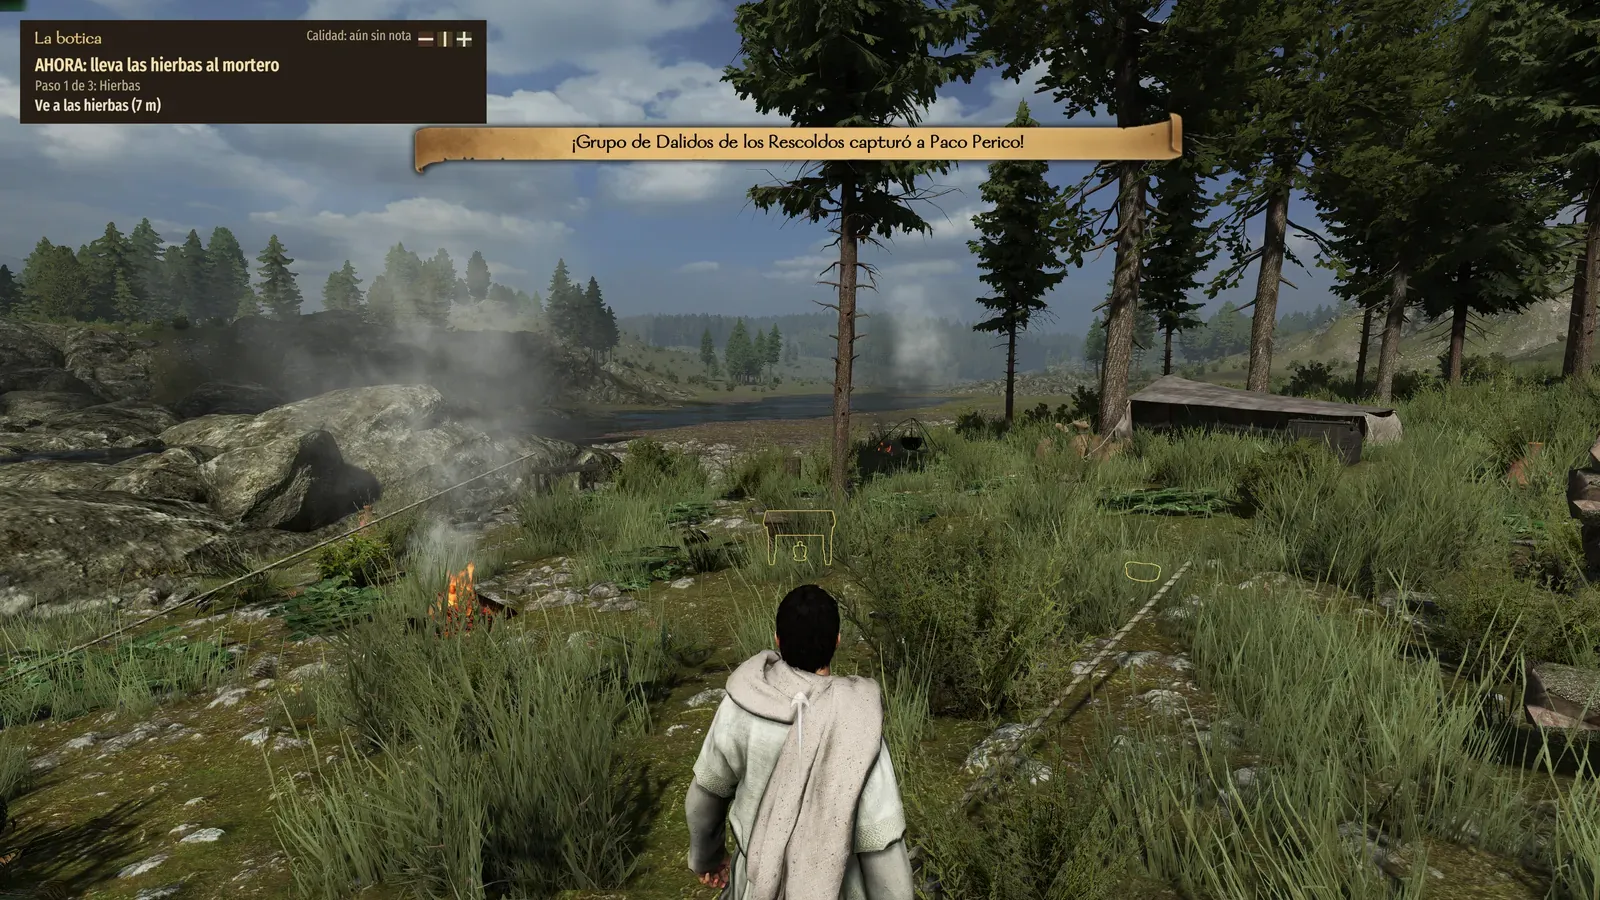 La botica
Calidad: aún sin nota
AHORA: lleva las hierbas al mortero
Paso 1 de 3: Hierbas
Ve a las hierbas (7 m)
¡Grupo de Dalidos de los Rescoldos capturó a Paco Perico!